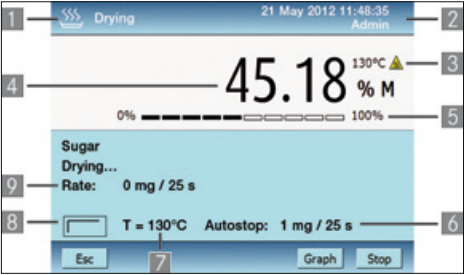 1 Drying 21 May 2012 11:48:35 2
Admin
130°C 3
4 45.18 % M
0% 100% 5
Sugar
Drying...
9 Rate: 0 mg / 25 s
8 T = 130°C Autostop: 1 mg / 25 s 6
Esc 7 Graph Stop